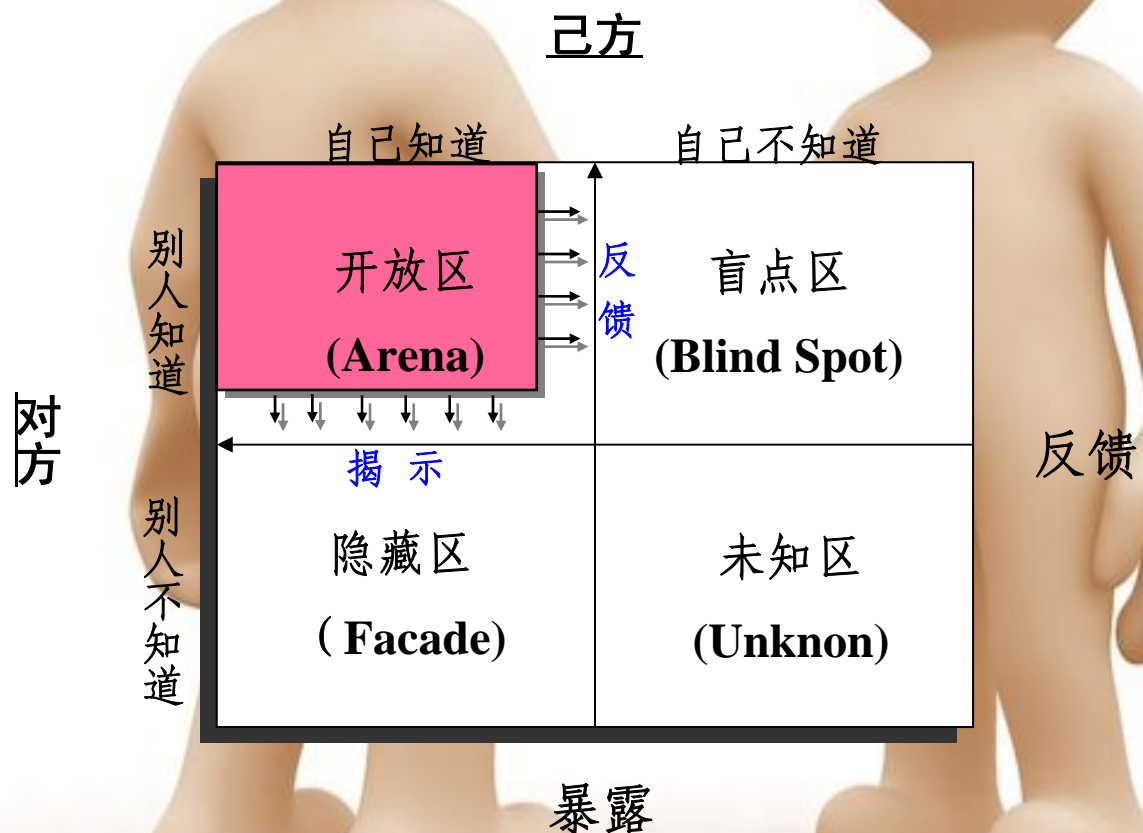 己方
自己知道
自己不知道
别人知道
开放区
(Arena)
反馈
盲点区
(Blind Spot)
对方
揭 示
反馈
别人不知道
隐藏区
（Facade)
未知区
(Unknon)
暴露